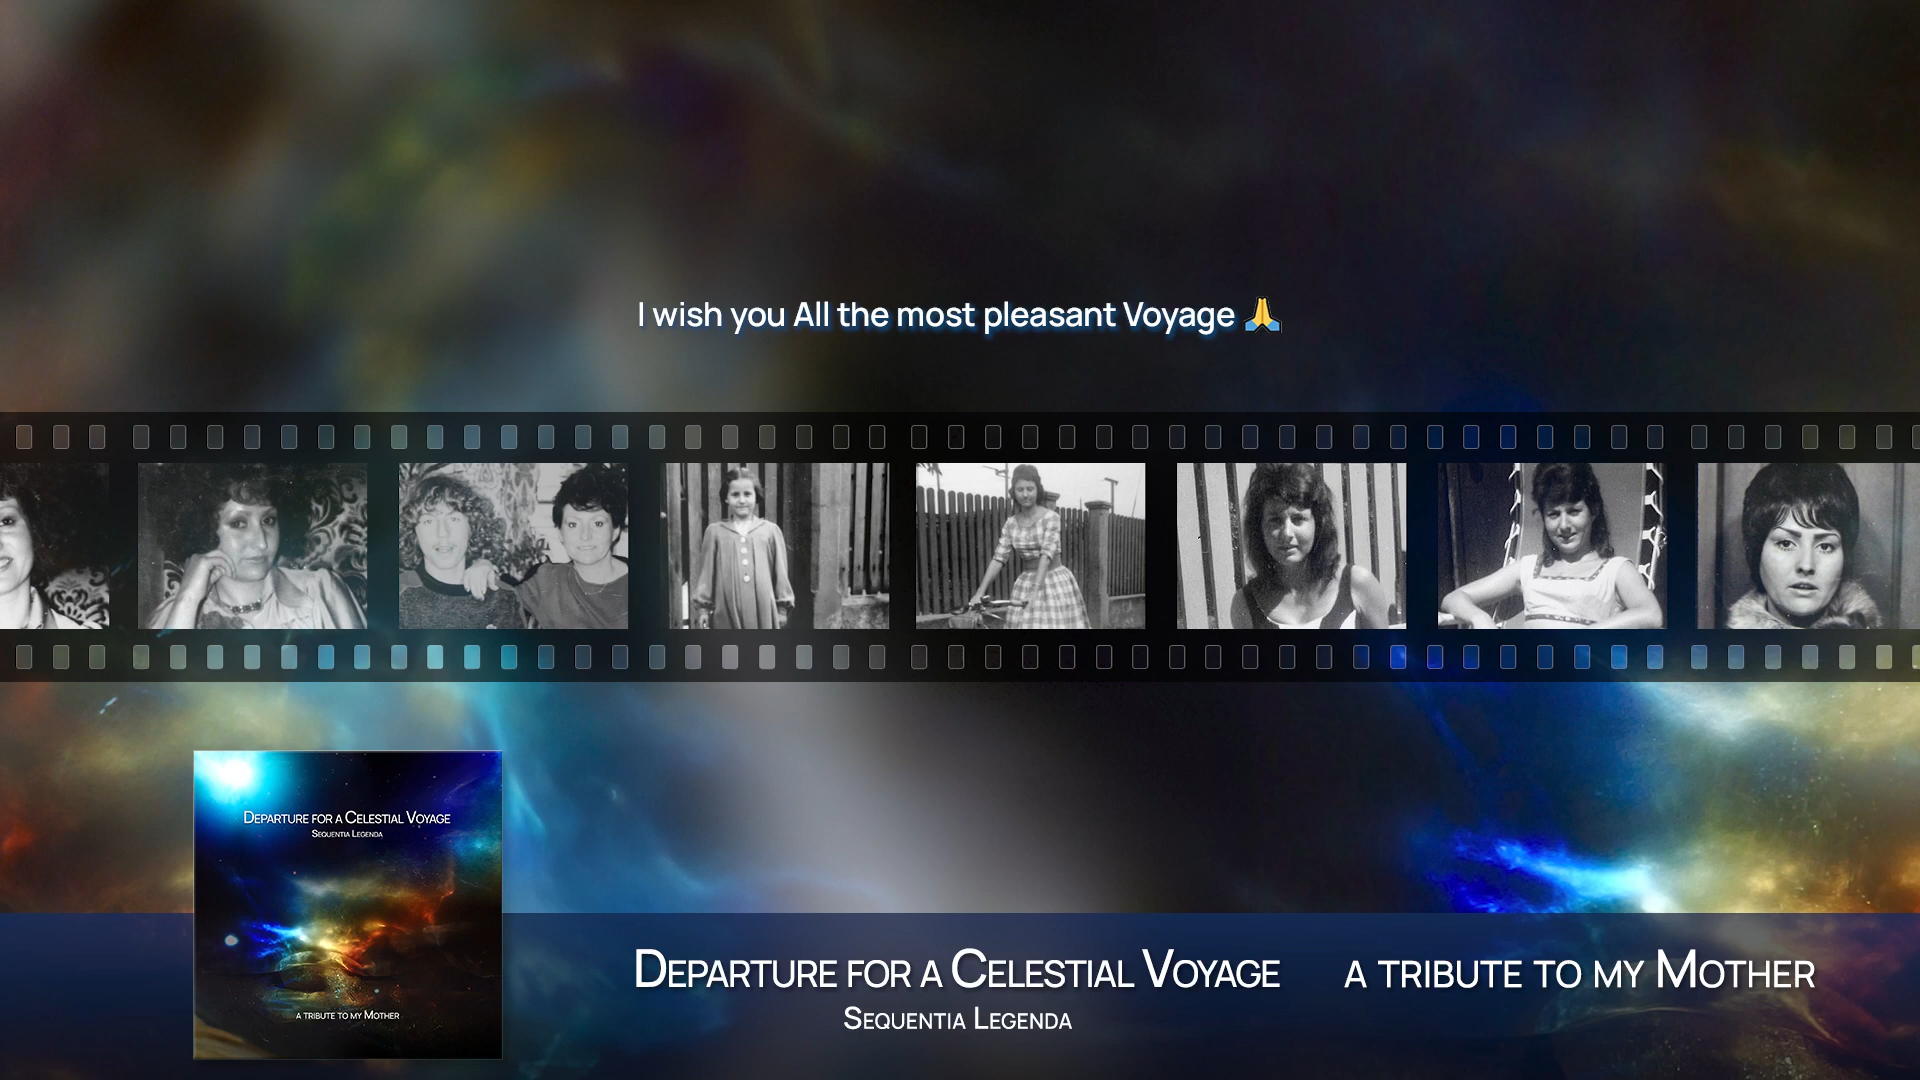 I wish you All the most pleasant Voyage 🙏
Departure for a Celestial Voyage
Sequentia Legenda
a tribute to my Mother
Departure for a Celestial Voyage
a tribute to my Mother
Sequentia Legenda